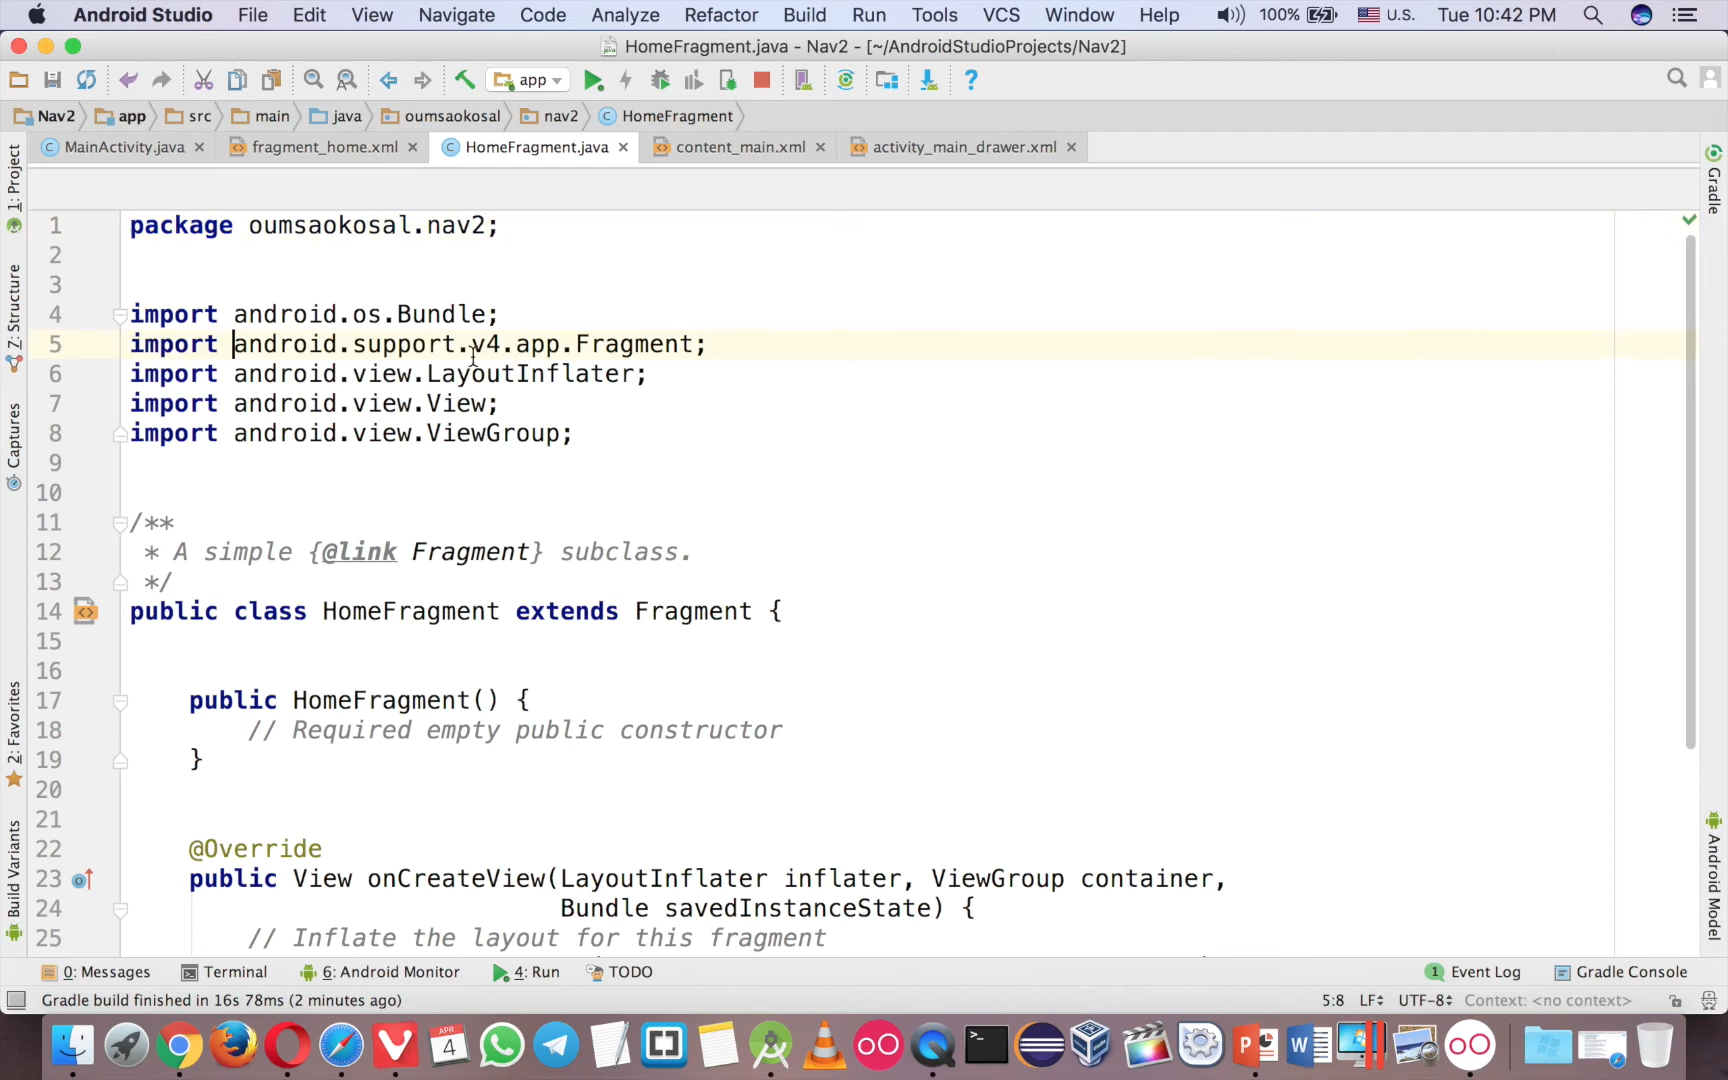 Android Studio File Edit View Navigate Code Analyze Refactor Build Run Tools VCS Window Help 100% U.S. Tue 10:42 PM
HomeFragment.java - Nav2 - [~/AndroidStudioProjects/Nav2]
app
Nav2 app src main java oumsaokosal nav2 HomeFragment
MainActivity.java fragment_home.xml HomeFragment.java content_main.xml activity_main_drawer.xml
1: Project
Z: Structure
Captures
2: Favorites
Build Variants
Gradle
Android Model
1 package oumsaokosal.nav2;
2
3
4 import android.os.Bundle;
5 import android.support.v4.app.Fragment;
6 import android.view.LayoutInflater;
7 import android.view.View;
8 import android.view.ViewGroup;
9
10
11 /**
12 * A simple {@link Fragment} subclass.
13 */
14 public class HomeFragment extends Fragment {
15
16
17 public HomeFragment() {
18 // Required empty public constructor
19 }
20
21
22 @Override
23 public View onCreateView(LayoutInflater inflater, ViewGroup container,
24 Bundle savedInstanceState) {
25 // Inflate the layout for this fragment
0: Messages Terminal 6: Android Monitor 4: Run TODO 1 Event Log Gradle Console
Gradle build finished in 16s 78ms (2 minutes ago) 5:8 LF UTF-8 Context: <no context>
APR
4